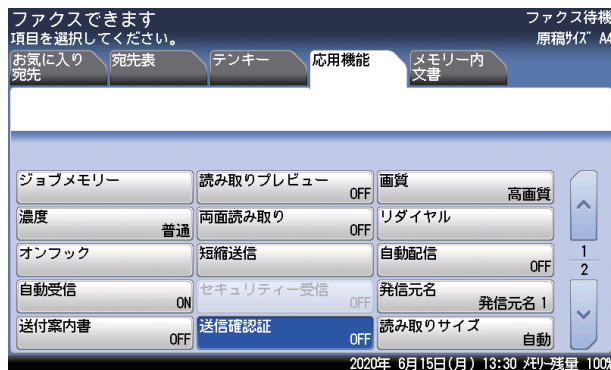 ファクスできます
ファクス待機
項目を選択してください。
原稿サイズ A4
お気に入り
宛先
宛先表
テンキー
応用機能
メモリー内
文書
ジョブメモリー
読み取りプレビュー
OFF
画質
高画質
濃度
普通
両面読み取り
OFF
リダイヤル
オンフック
短縮送信
自動配信
OFF
1
2
自動受信
ON
セキュリティー受信
OFF
発信元名
発信元名 1
送付案内書
OFF
送信確認証
OFF
読み取りサイズ
自動
2020年 6月15日(月) 13:30 メモリー残量 100%